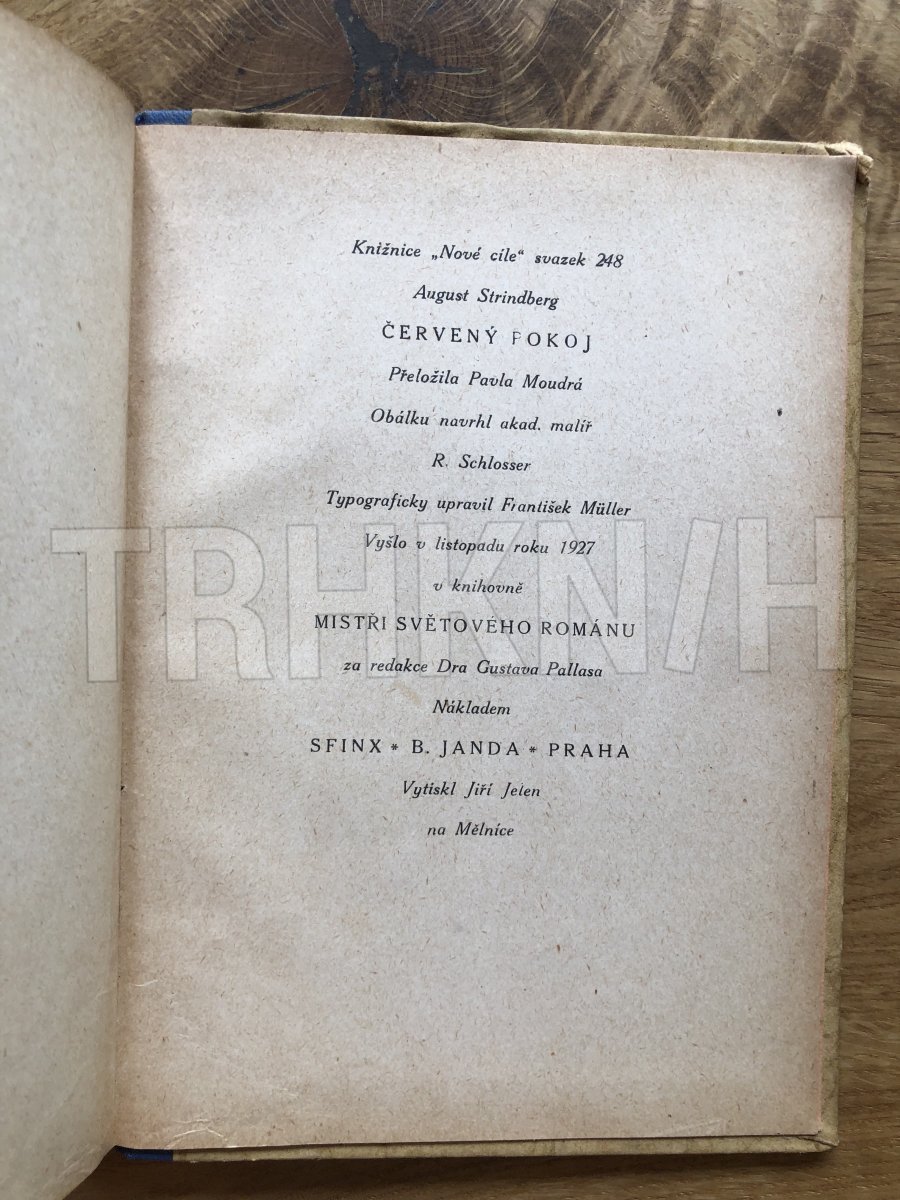 Knižnice „Nové cíle“ svazek 248
August Strindberg
ČERVENÝ POKOJ
Přeložila Pavla Moudrá
Obálku navrhl akad. malíř
R. Schlosser
Typograficky upravil František Müller
Vyšlo v listopadu roku 1927
v knihovně
MISTŘI SVĚTOVÉHO ROMÁNU
za redakce Dra Gustava Pallasa
Nákladem
SFINX * B. JANDA * PRAHA
Vytiskl Jiří Jelen
na Mělníce
TRHKN/H